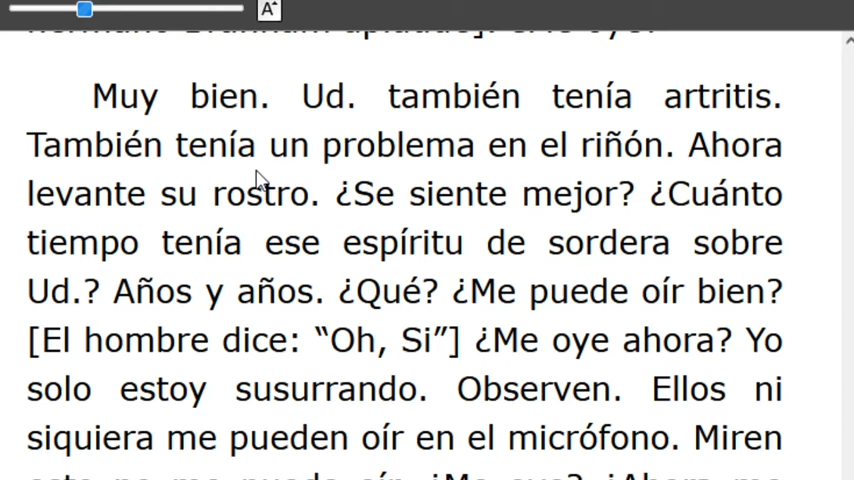 A
Muy bien. Ud. también tenía artritis.
También tenía un problema en el riñón. Ahora
levante su rostro. ¿Se siente mejor? ¿Cuánto
tiempo tenía ese espíritu de sordera sobre
Ud.? Años y años. ¿Qué? ¿Me puede oír bien?
[El hombre dice: “Oh, Si”] ¿Me oye ahora? Yo
solo estoy susurrando. Observen. Ellos ni
siquiera me pueden oír en el micrófono. Miren